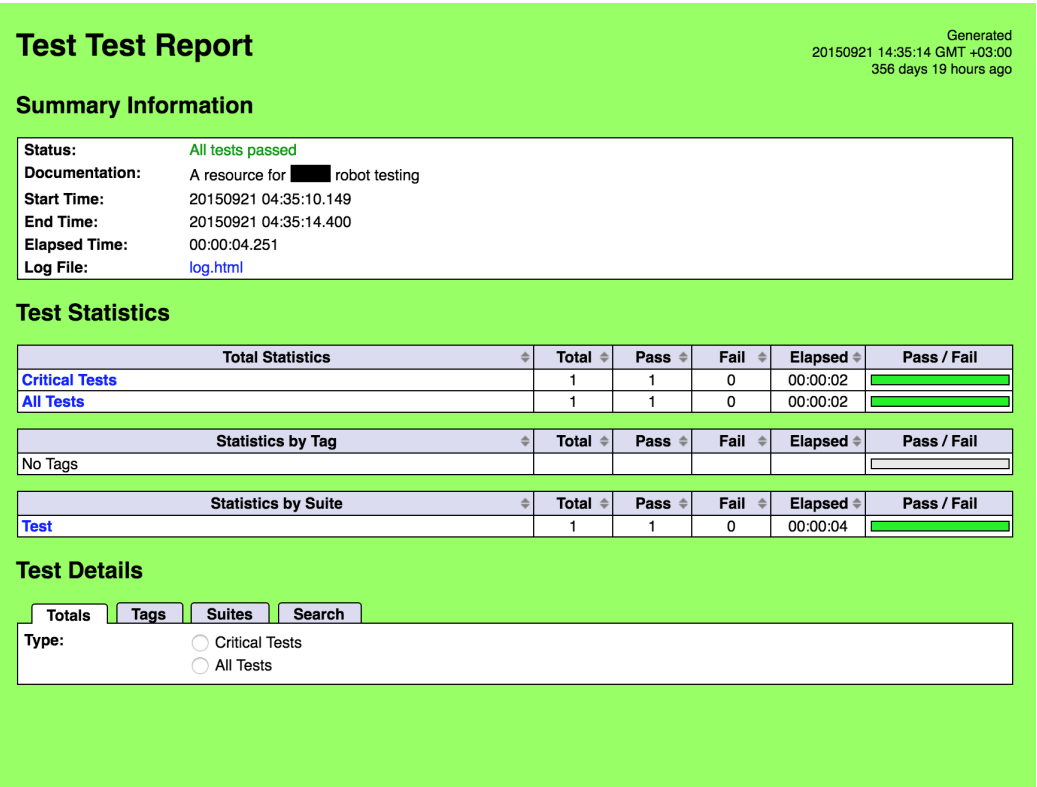 Test Test Report
Generated
20150921 14:35:14 GMT +03:00
356 days 19 hours ago
Summary Information
Status: All tests passed
Documentation: A resource for robot testing
Start Time: 20150921 04:35:10.149
End Time: 20150921 04:35:14.400
Elapsed Time: 00:00:04.251
Log File: log.html
Test Statistics
Total Statistics Total Pass Fail Elapsed Pass / Fail
Critical Tests 1 1 0 00:00:02
All Tests 1 1 0 00:00:02
Statistics by Tag Total Pass Fail Elapsed Pass / Fail
No Tags
Statistics by Suite Total Pass Fail Elapsed Pass / Fail
Test 1 1 0 00:00:04
Test Details
Totals Tags Suites Search
Type: Critical Tests
All Tests